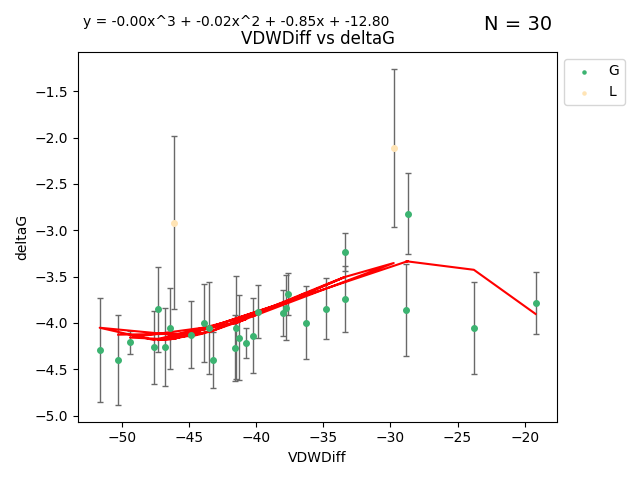 y = -0.00x^3 + -0.02x^2 + -0.85x + -12.80
N = 30
VDWDiff vs deltaG
G
L
−1.5
−2.0
−2.5
−3.0
−3.5
−4.0
−4.5
−5.0
deltaG
−50
−45
−40
−35
−30
−25
−20
VDWDiff